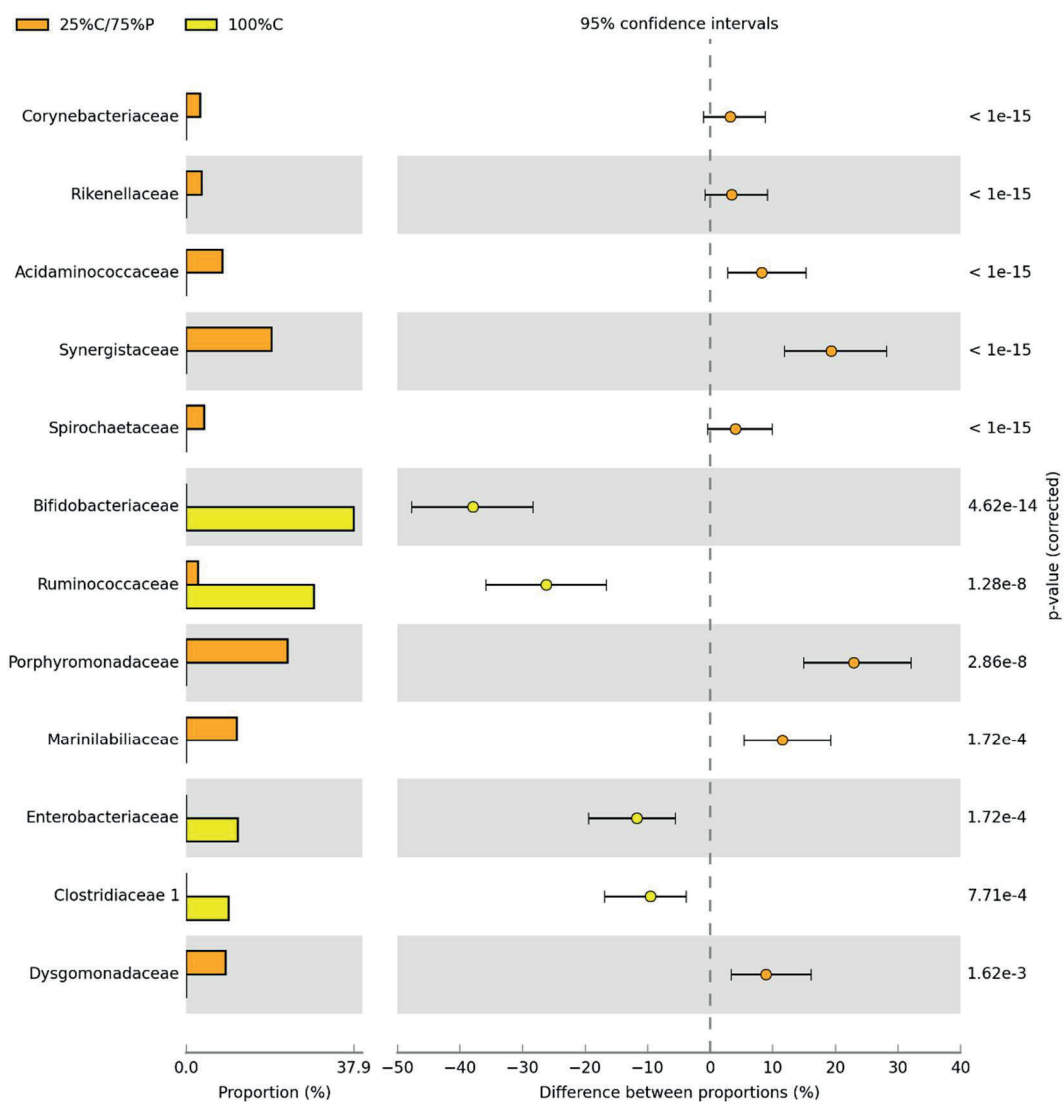 25%C/75%P 100%C 95% confidence intervals
Corynebacteriaceae < 1e-15
Rikenellaceae < 1e-15
Acidaminococcaceae < 1e-15
Synergistaceae < 1e-15
Spirochaetaceae < 1e-15
Bifidobacteriaceae 4.62e-14
Ruminococcaceae 1.28e-8
Porphyromonadaceae 2.86e-8
Marinilabiliaceae 1.72e-4
Enterobacteriaceae 1.72e-4
Clostridiaceae 1 7.71e-4
Dysgomonadaceae 1.62e-3
p-value (corrected)
0.0 37.9 −50 −40 −30 −20 −10 0 10 20 30 40
Proportion (%) Difference between proportions (%)